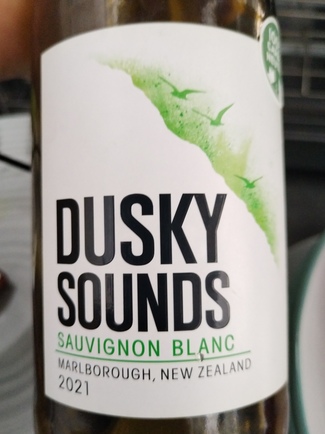 DUSKY
SOUNDS
SAUVIGNON BLANC
MARLBOROUGH, NEW ZEALAND
2021